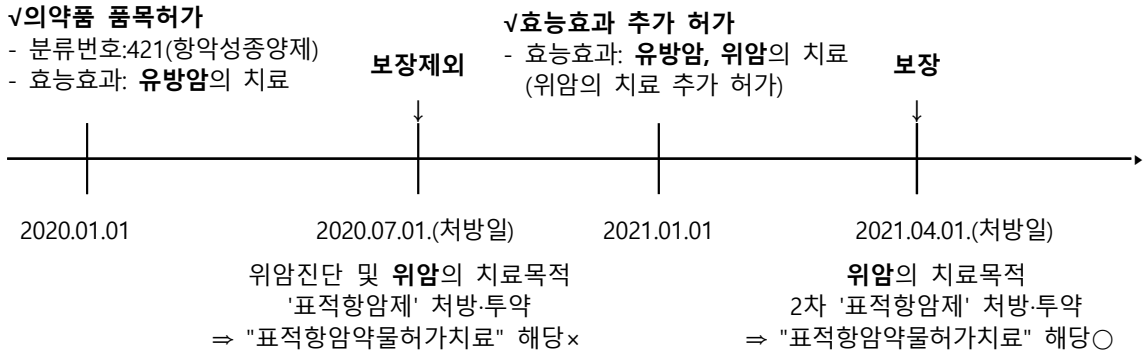 √의약품 품목허가
- 분류번호:421(항악성종양제)
- 효능효과: 유방암의 치료
보장제외
↓
√효능효과 추가 허가
- 효능효과: 유방암, 위암의 치료
(위암의 치료 추가 허가)
보장
↓
2020.01.01
2020.07.01.(처방일)
2021.01.01
2021.04.01.(처방일)
위암진단 및 위암의 치료목적
'표적항암제' 처방·투약
⇒ "표적항암약물허가치료" 해당×
위암의 치료목적
2차 '표적항암제' 처방·투약
⇒ "표적항암약물허가치료" 해당○